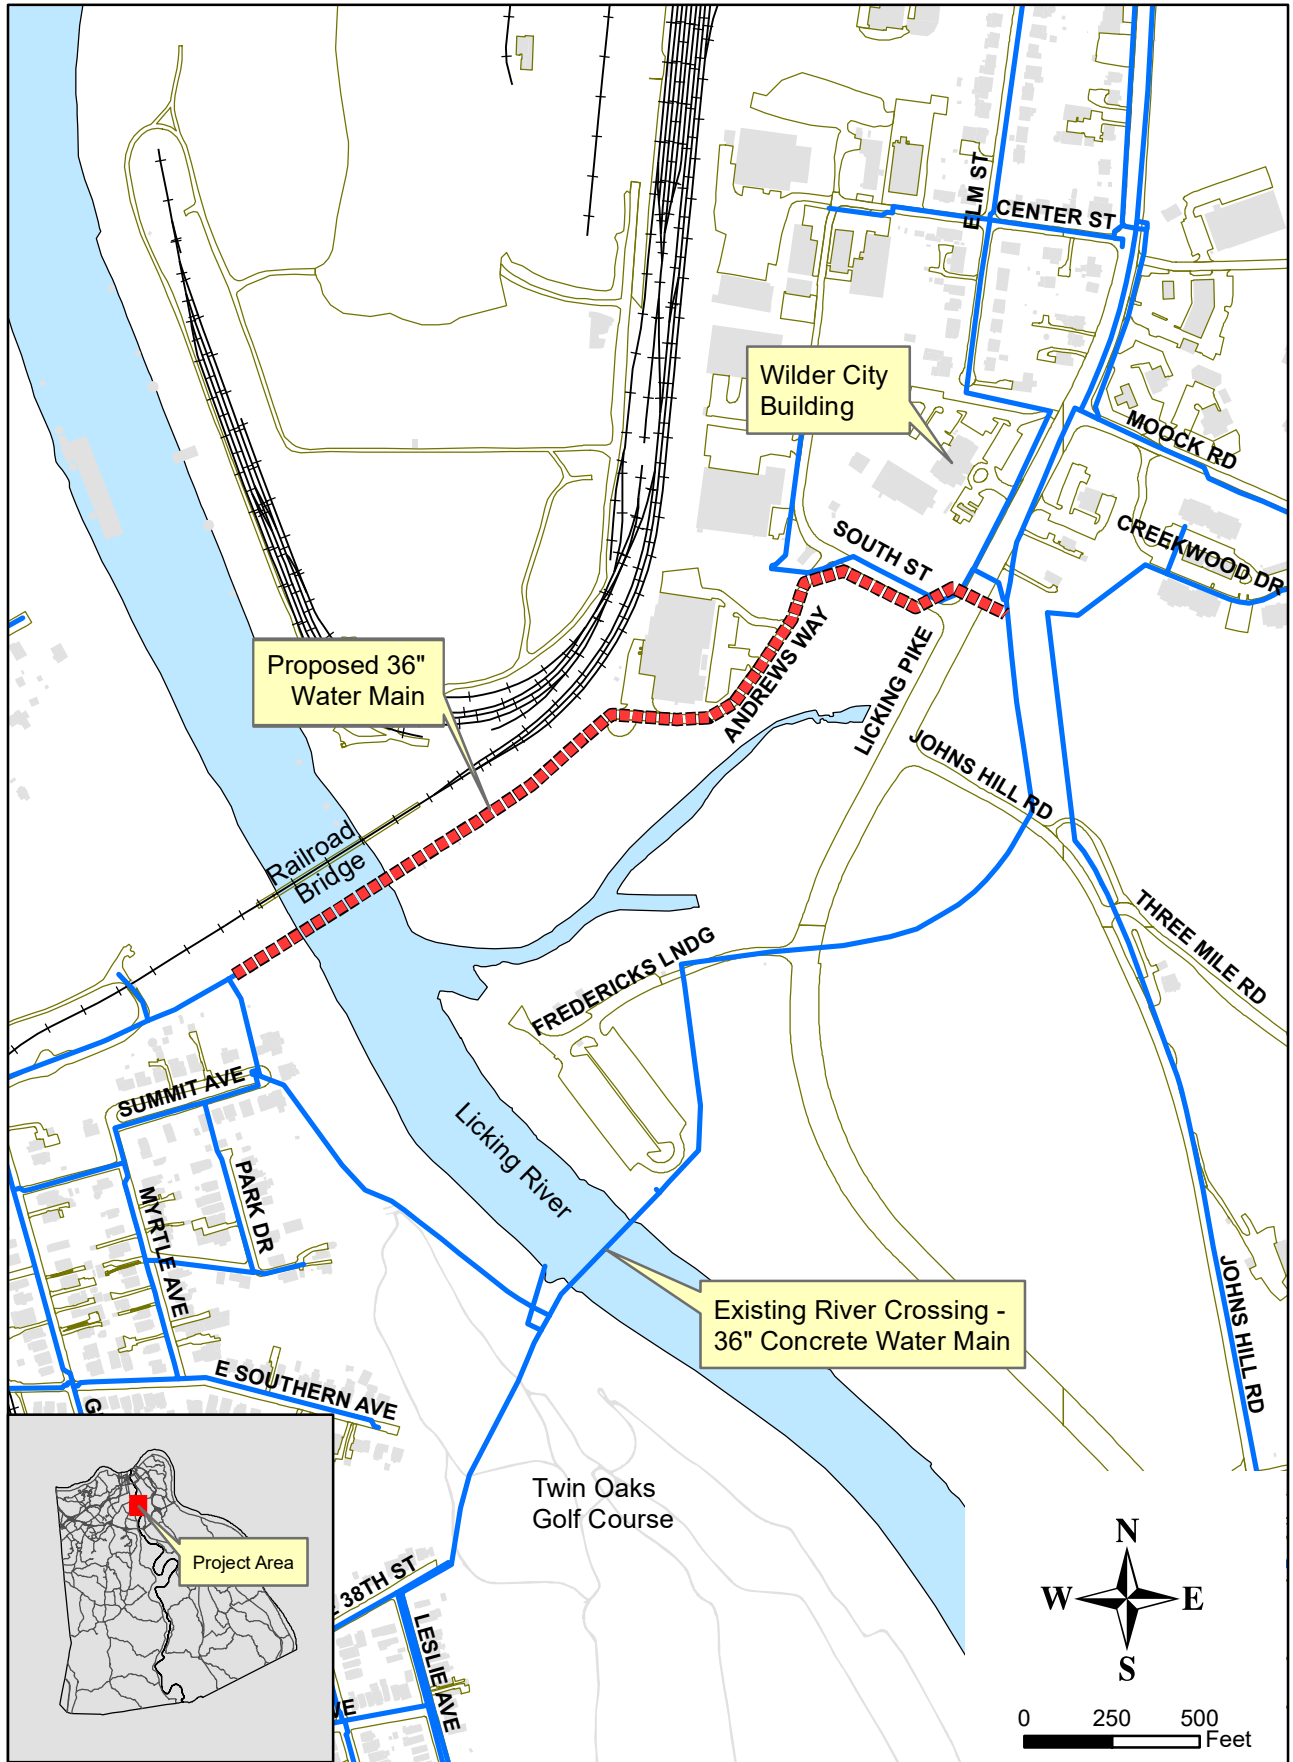 ELM ST
CENTER ST
Wilder City
Building
MOOCK RD
CREEKWOOD DR
SOUTH ST
Proposed 36"
Water Main
ANDREWS WAY
LICKING PIKE
JOHNS HILL RD
Railroad
Bridge
THREE MILE RD
FREDERICKS LNDG
SUMMIT AVE
Licking River
PARK DR
MYRTLE AVE
Existing River Crossing -
36" Concrete Water Main
JOHNS HILL RD
E SOUTHERN AVE
G
Twin Oaks
Golf Course
Project Area
38TH ST
LESLIE AVE
VE
N
W E
S
0 250 500
Feet